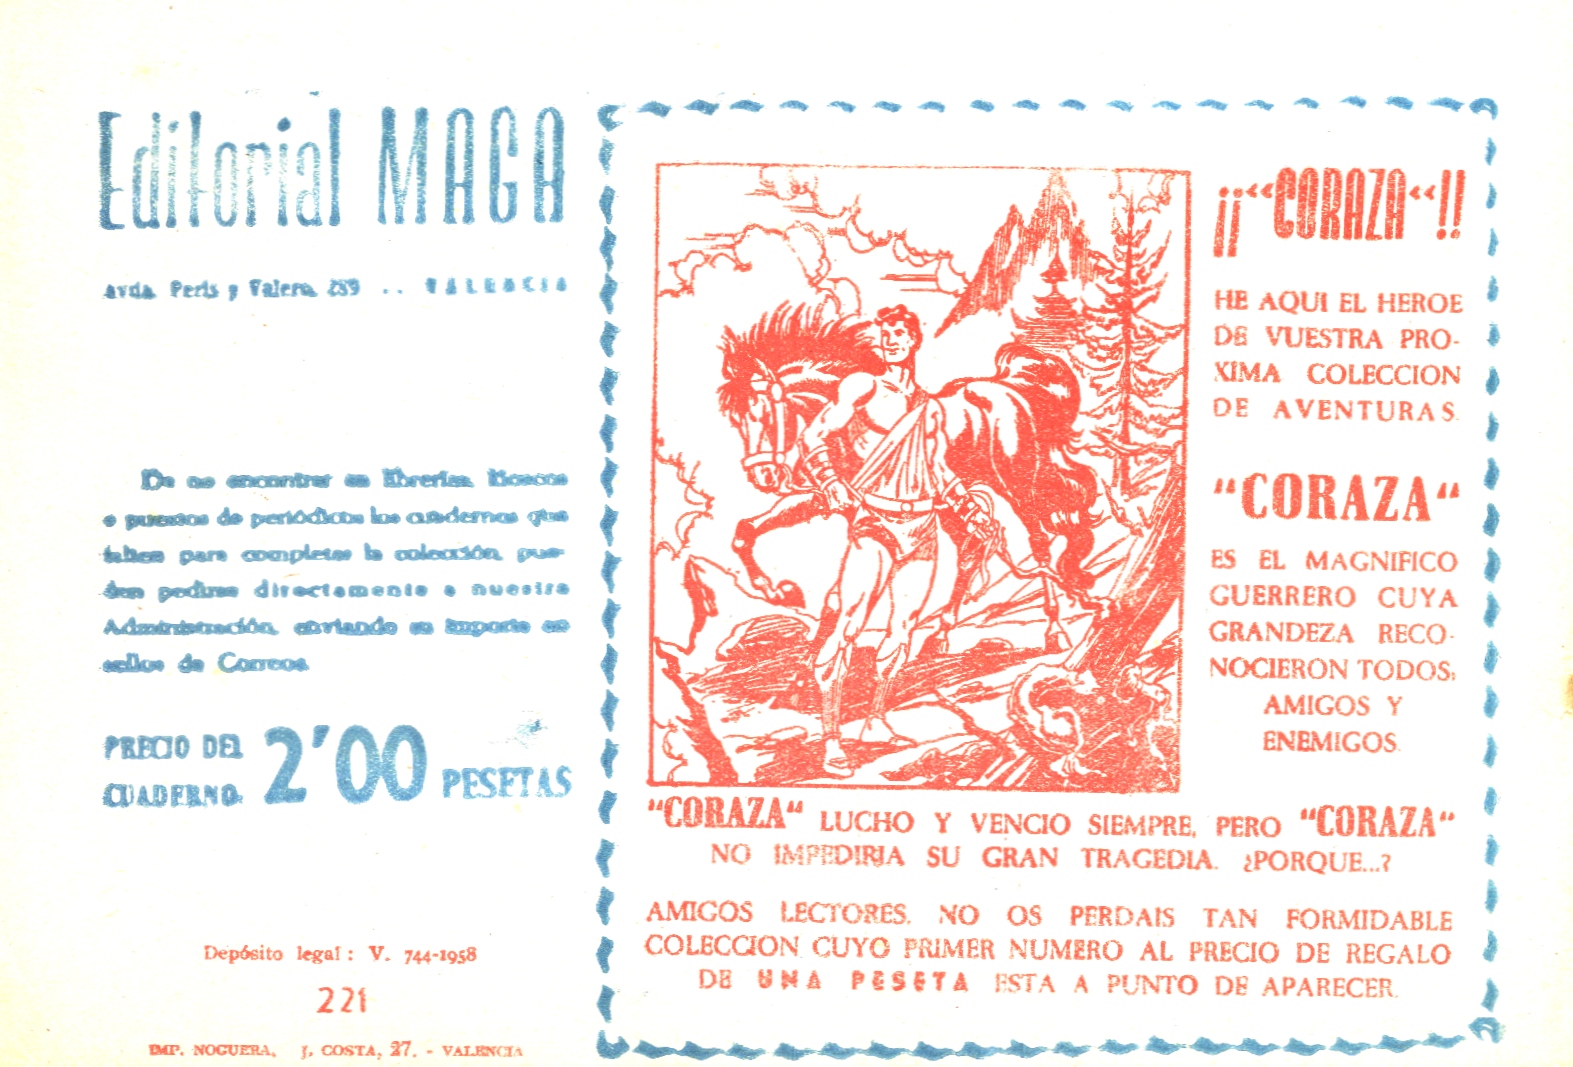 Editorial MAGA
Avda. Peris y Valero, 289 .. VALENCIA
De no encontrar en librerías, kioscos
o puestos de periódicos los cuadernos que
falten para completar la colección, pue-
den pedirse directamente a nuestra
Administración, enviando su importe en
sellos de Correos.
PRECIO DEL
CUADERNO, 2'00 PESETAS
Depósito legal : V. 744-1958
221
IMP. NOGUERA, J. COSTA, 27. - VALENCIA
¡¡“CORAZA“!!
HE AQUI EL HEROE
DE VUESTRA PRO-
XIMA COLECCION
DE AVENTURAS.
“CORAZA“
ES EL MAGNIFICO
GUERRERO CUYA
GRANDEZA RECO-
NOCIERON TODOS;
AMIGOS Y
ENEMIGOS.
“CORAZA“ LUCHO Y VENCIO SIEMPRE, PERO “CORAZA“
NO IMPEDIRIA SU GRAN TRAGEDIA. ¿PORQUE...?
AMIGOS LECTORES, NO OS PERDAIS TAN FORMIDABLE
COLECCION CUYO PRIMER NUMERO AL PRECIO DE REGALO
DE UNA PESETA ESTA A PUNTO DE APARECER.